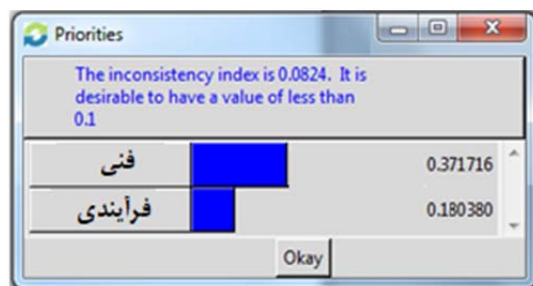 Priorities
The inconsistency index is 0.0824. It is
desirable to have a value of less than
0.1
فنی 0.371716
فرآیندی 0.180380
Okay